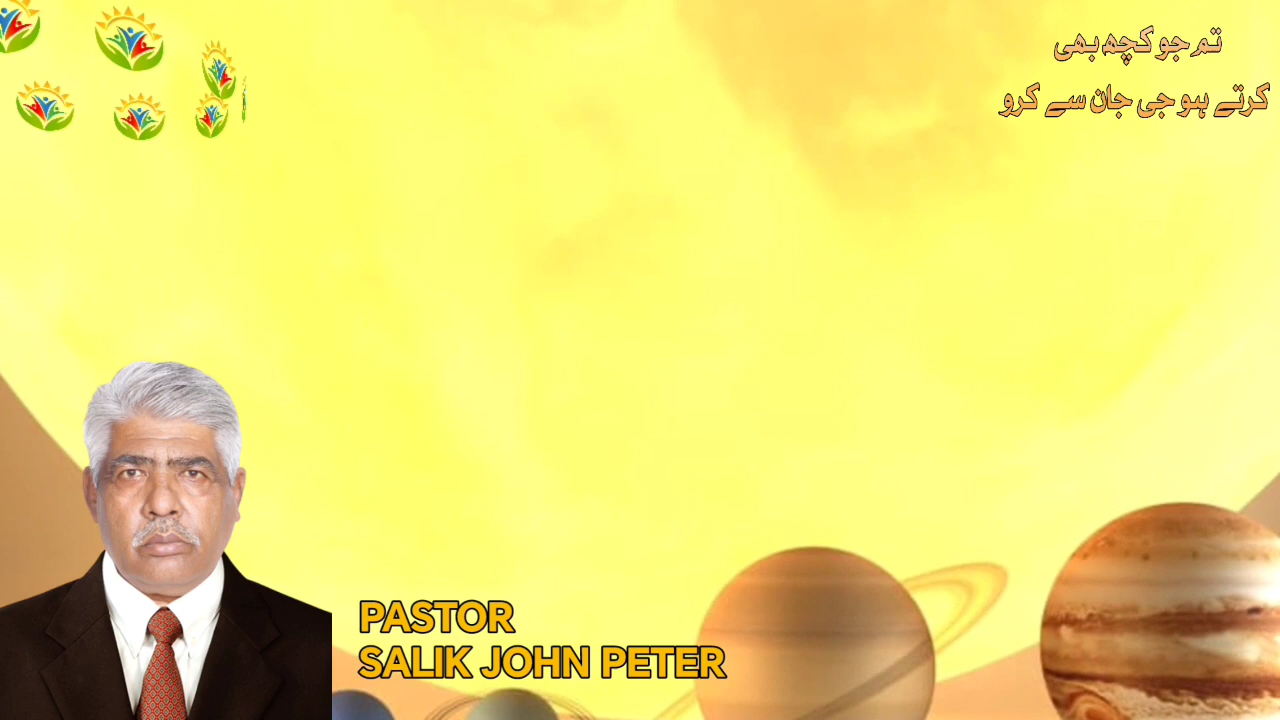 تم جو کچھ بھی
کرتے ہو جی جان سے کرو
PASTOR
SALIK JOHN PETER